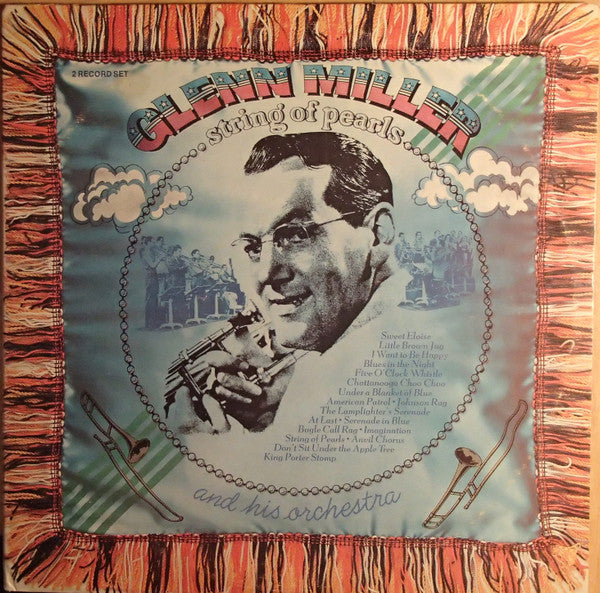 2 RECORD SET
GLENN MILLER
string of pearls
Sweet Eloise
Little Brown Jug
I Want to Be Happy
Blues in the Night
Five O'Clock Whistle
Chattanooga Choo Choo
Under a Blanket of Blue
American Patrol • Johnson Rag
The Lamplighter's Serenade
At East • Serenade in Blue
Bugle Call Rag • Imagination
String of Pearls • Anvil Chorus
Don't Sit Under the Apple Tree
King Porter Stomp
and his orchestra